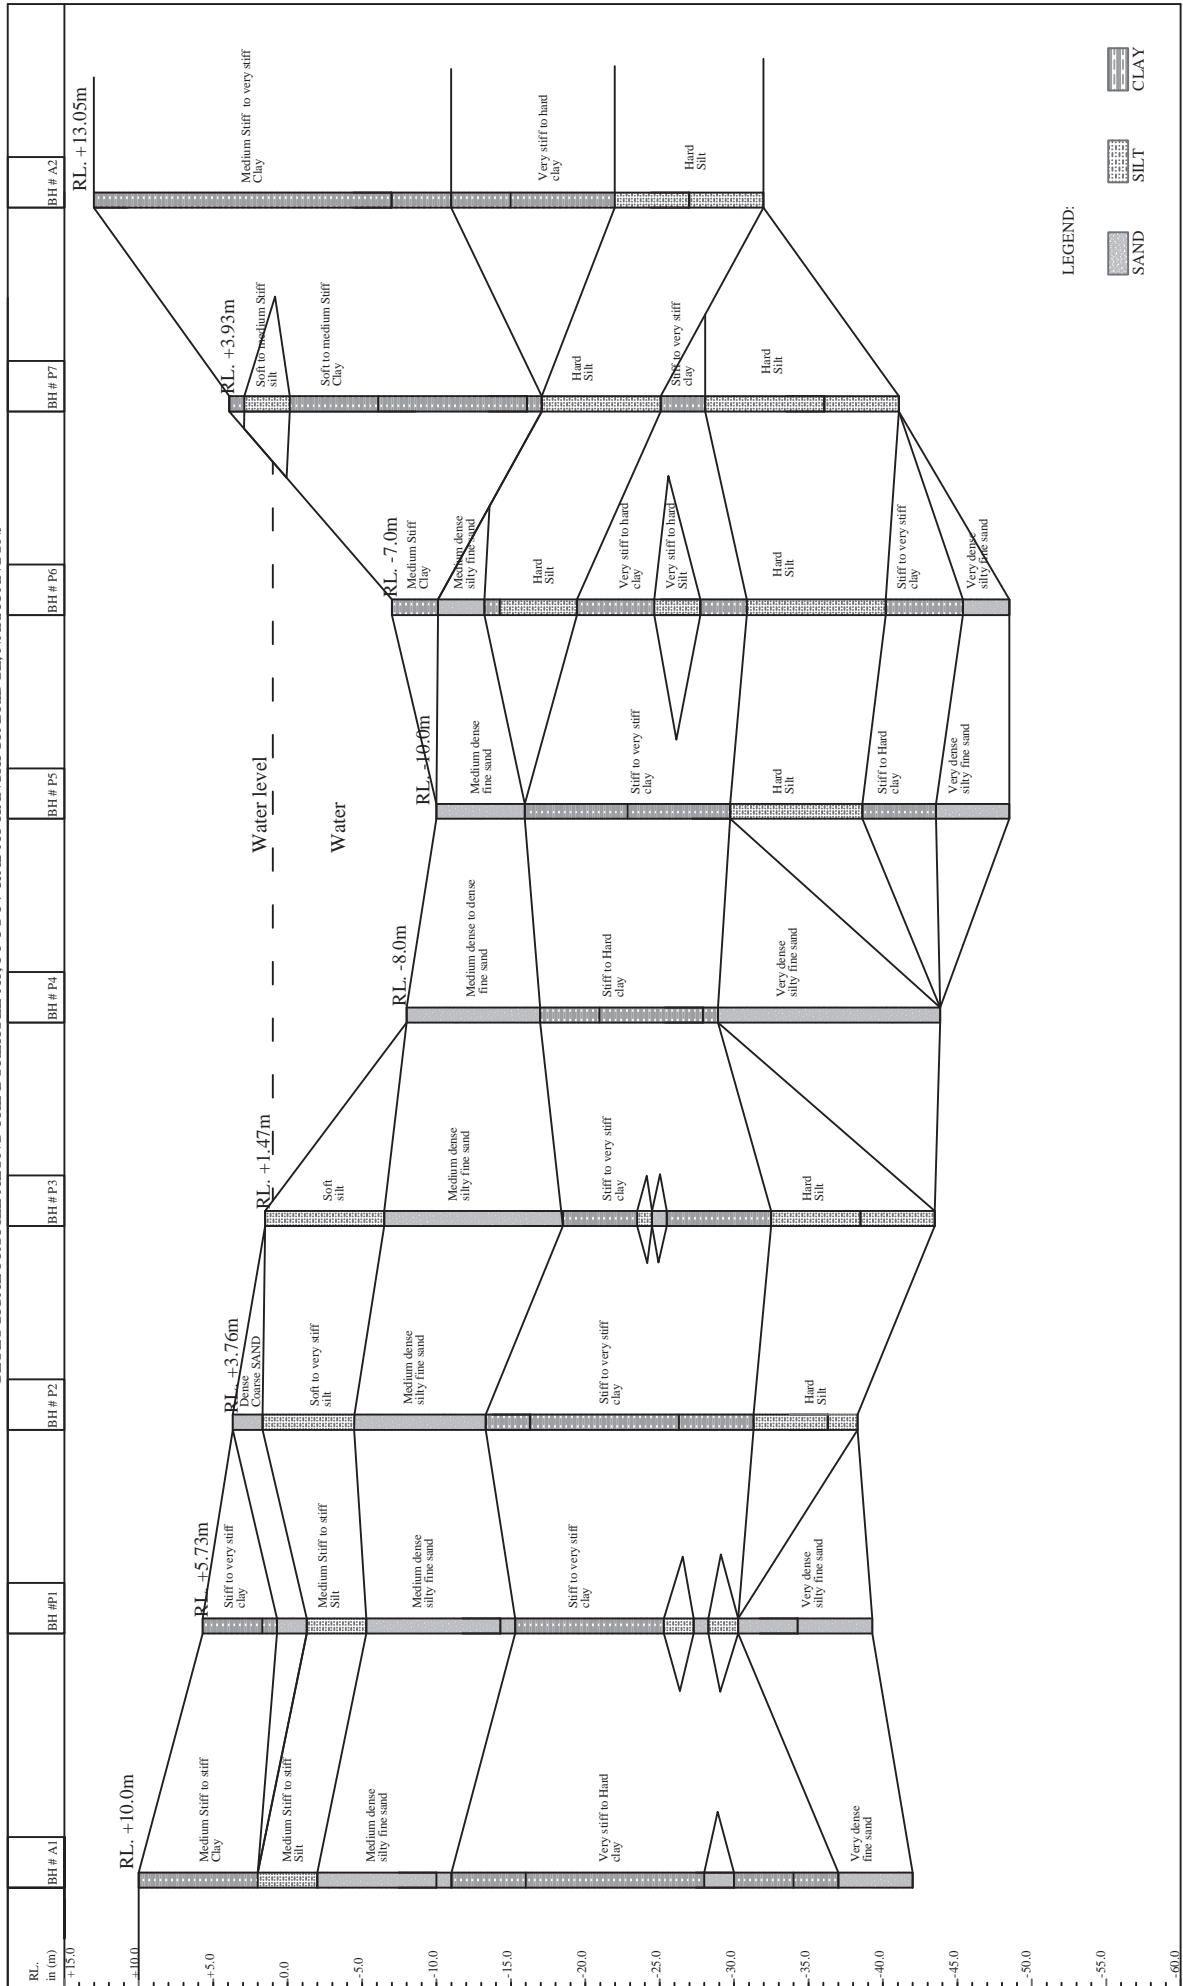 RL.
in (m)
+15.0
+10.0
+5.0
0.0
-5.0
-10.0
-15.0
-20.0
-25.0
-30.0
-35.0
-40.0
-45.0
-50.0
-55.0
-60.0
BH # A1
RL. +10.0m
Medium Stiff to stiff
Clay
Medium Stiff to stiff
Silt
Medium dense
silty fine sand
Very stiff to Hard
clay
Very dense
fine sand
BH #P1
RL. +5.73m
Stiff to very stiff
clay
Medium Stiff to stiff
Silt
Medium dense
silty fine sand
Stiff to very stiff
clay
Very dense
silty fine sand
BH # P2
RL. +3.76m
Dense
Coarse SAND
Soft to very stiff
silt
Medium dense
silty fine sand
Stiff to very stiff
clay
Hard
Silt
BH # P3
RL. +1.47m
Soft
silt
Medium dense
silty fine sand
Stiff to very stiff
clay
Hard
Silt
BH # P4
RL. -8.0m
Medium dense to dense
fine sand
Stiff to Hard
clay
Very dense
silty fine sand
BH # P5
Water level
Water
RL. -10.0m
Medium dense
fine sand
Stiff to very stiff
clay
Hard
Silt
Stiff to Hard
clay
Very dense
silty fine sand
BH # P6
RL. -7.0m
Medium Stiff
Clay
Medium dense
silty fine sand
Hard
Silt
Very stiff to hard
clay
Very stiff to hard
Silt
Hard
Silt
Stiff to very stiff
clay
Very dense
silty fine sand
BH # P7
RL. +3.93m
Soft to medium Stiff
silt
Soft to medium Stiff
Clay
Hard
Silt
Stiff to very stiff
clay
Hard
Silt
BH # A2
RL. +13.05m
Medium Stiff to very stiff
Clay
Very stiff to hard
clay
Hard
Silt
LEGEND:
SAND
SILT
CLAY